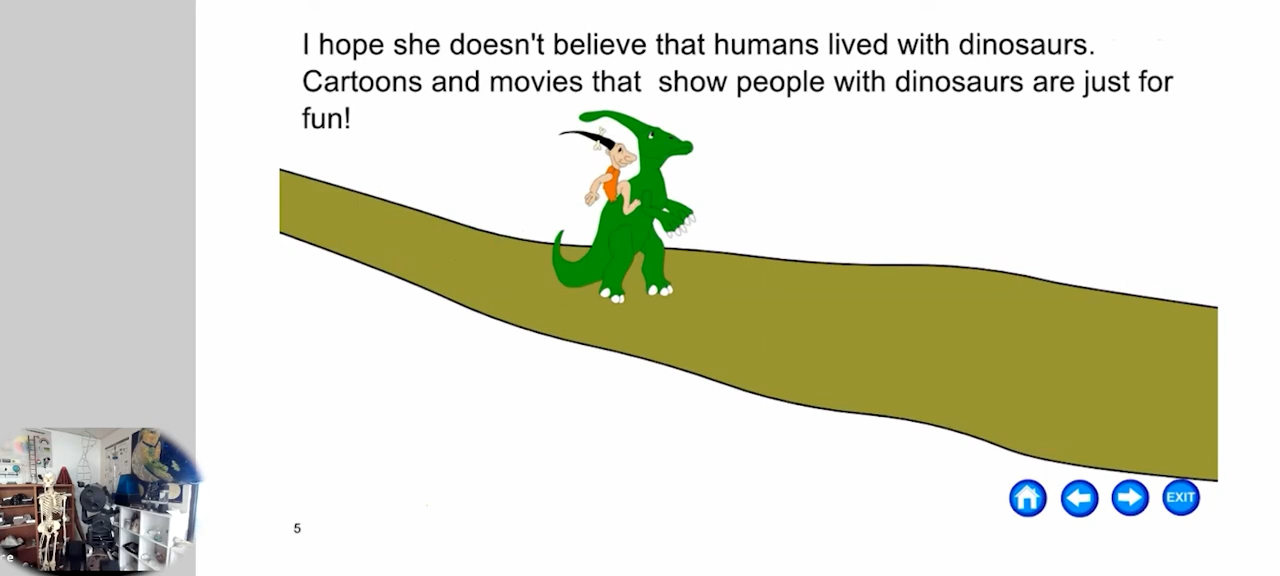 I hope she doesn't believe that humans lived with dinosaurs.
Cartoons and movies that  show people with dinosaurs are just for
fun!
EXIT
5